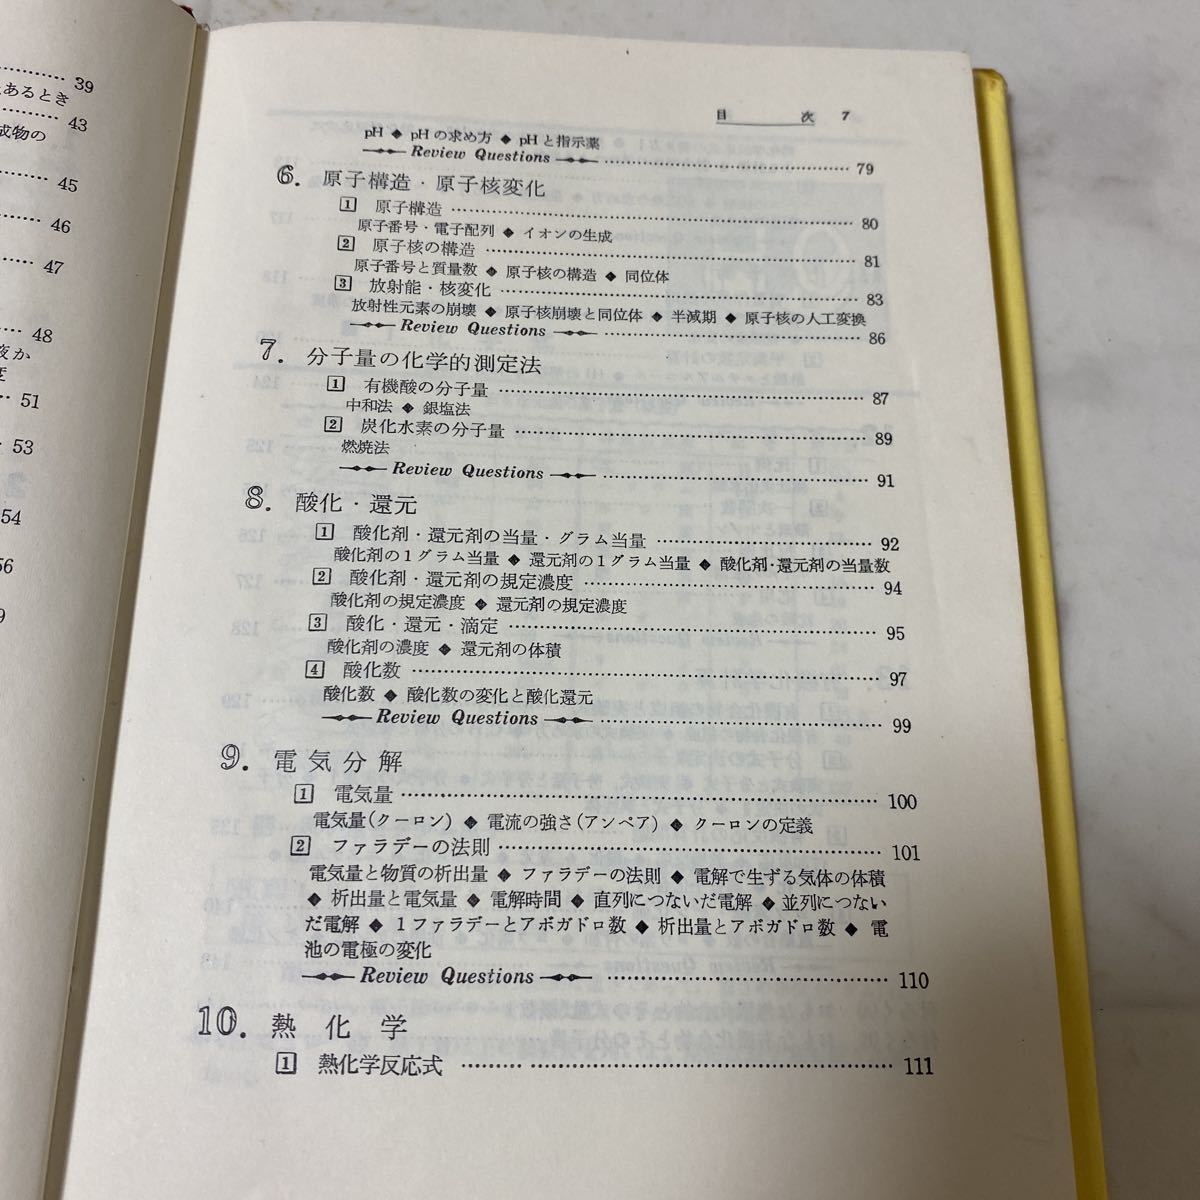 39
あるとき
43
成物の
45
46
47
48
液か
度
51
53
54
56
9
目 次 7
pH ◆ pHの求め方 ◆ pHと指示薬
Review Questions 79
6. 原子構造・原子核変化
1 原子構造 80
原子番号・電子配列 ◆ イオンの生成
2 原子核の構造 81
原子番号と質量数 ◆ 原子核の構造 ◆ 同位体
3 放射能・核変化 83
放射性元素の崩壊 ◆ 原子核崩壊と同位体 ◆ 半減期 ◆ 原子核の人工変換
Review Questions 86
7. 分子量の化学的測定法
1 有機酸の分子量 87
中和法 ◆ 銀塩法
2 炭化水素の分子量 89
燃焼法
Review Questions 91
8. 酸化・還元
1 酸化剤・還元剤の当量・グラム当量 92
酸化剤の1グラム当量 ◆ 還元剤の1グラム当量 ◆ 酸化剤・還元剤の当量数
2 酸化剤・還元剤の規定濃度 94
酸化剤の規定濃度 ◆ 還元剤の規定濃度
3 酸化・還元・滴定 95
酸化剤の濃度 ◆ 還元剤の体積
4 酸化数 97
酸化数 ◆ 酸化数の変化と酸化還元
Review Questions 99
9. 電気分解
1 電気量 100
電気量(クーロン) ◆ 電流の強さ(アンペア) ◆ クーロンの定義
2 ファラデーの法則 101
電気量と物質の析出量 ◆ ファラデーの法則 ◆ 電解で生ずる気体の体積
◆ 析出量と電気量 ◆ 電解時間 ◆ 直列につないだ電解 ◆ 並列につない
だ電解 ◆ 1ファラデーとアボガドロ数 ◆ 析出量とアボガドロ数 ◆ 電
池の電極の変化
Review Questions 110
10. 熱化学
1 熱化学反応式 111